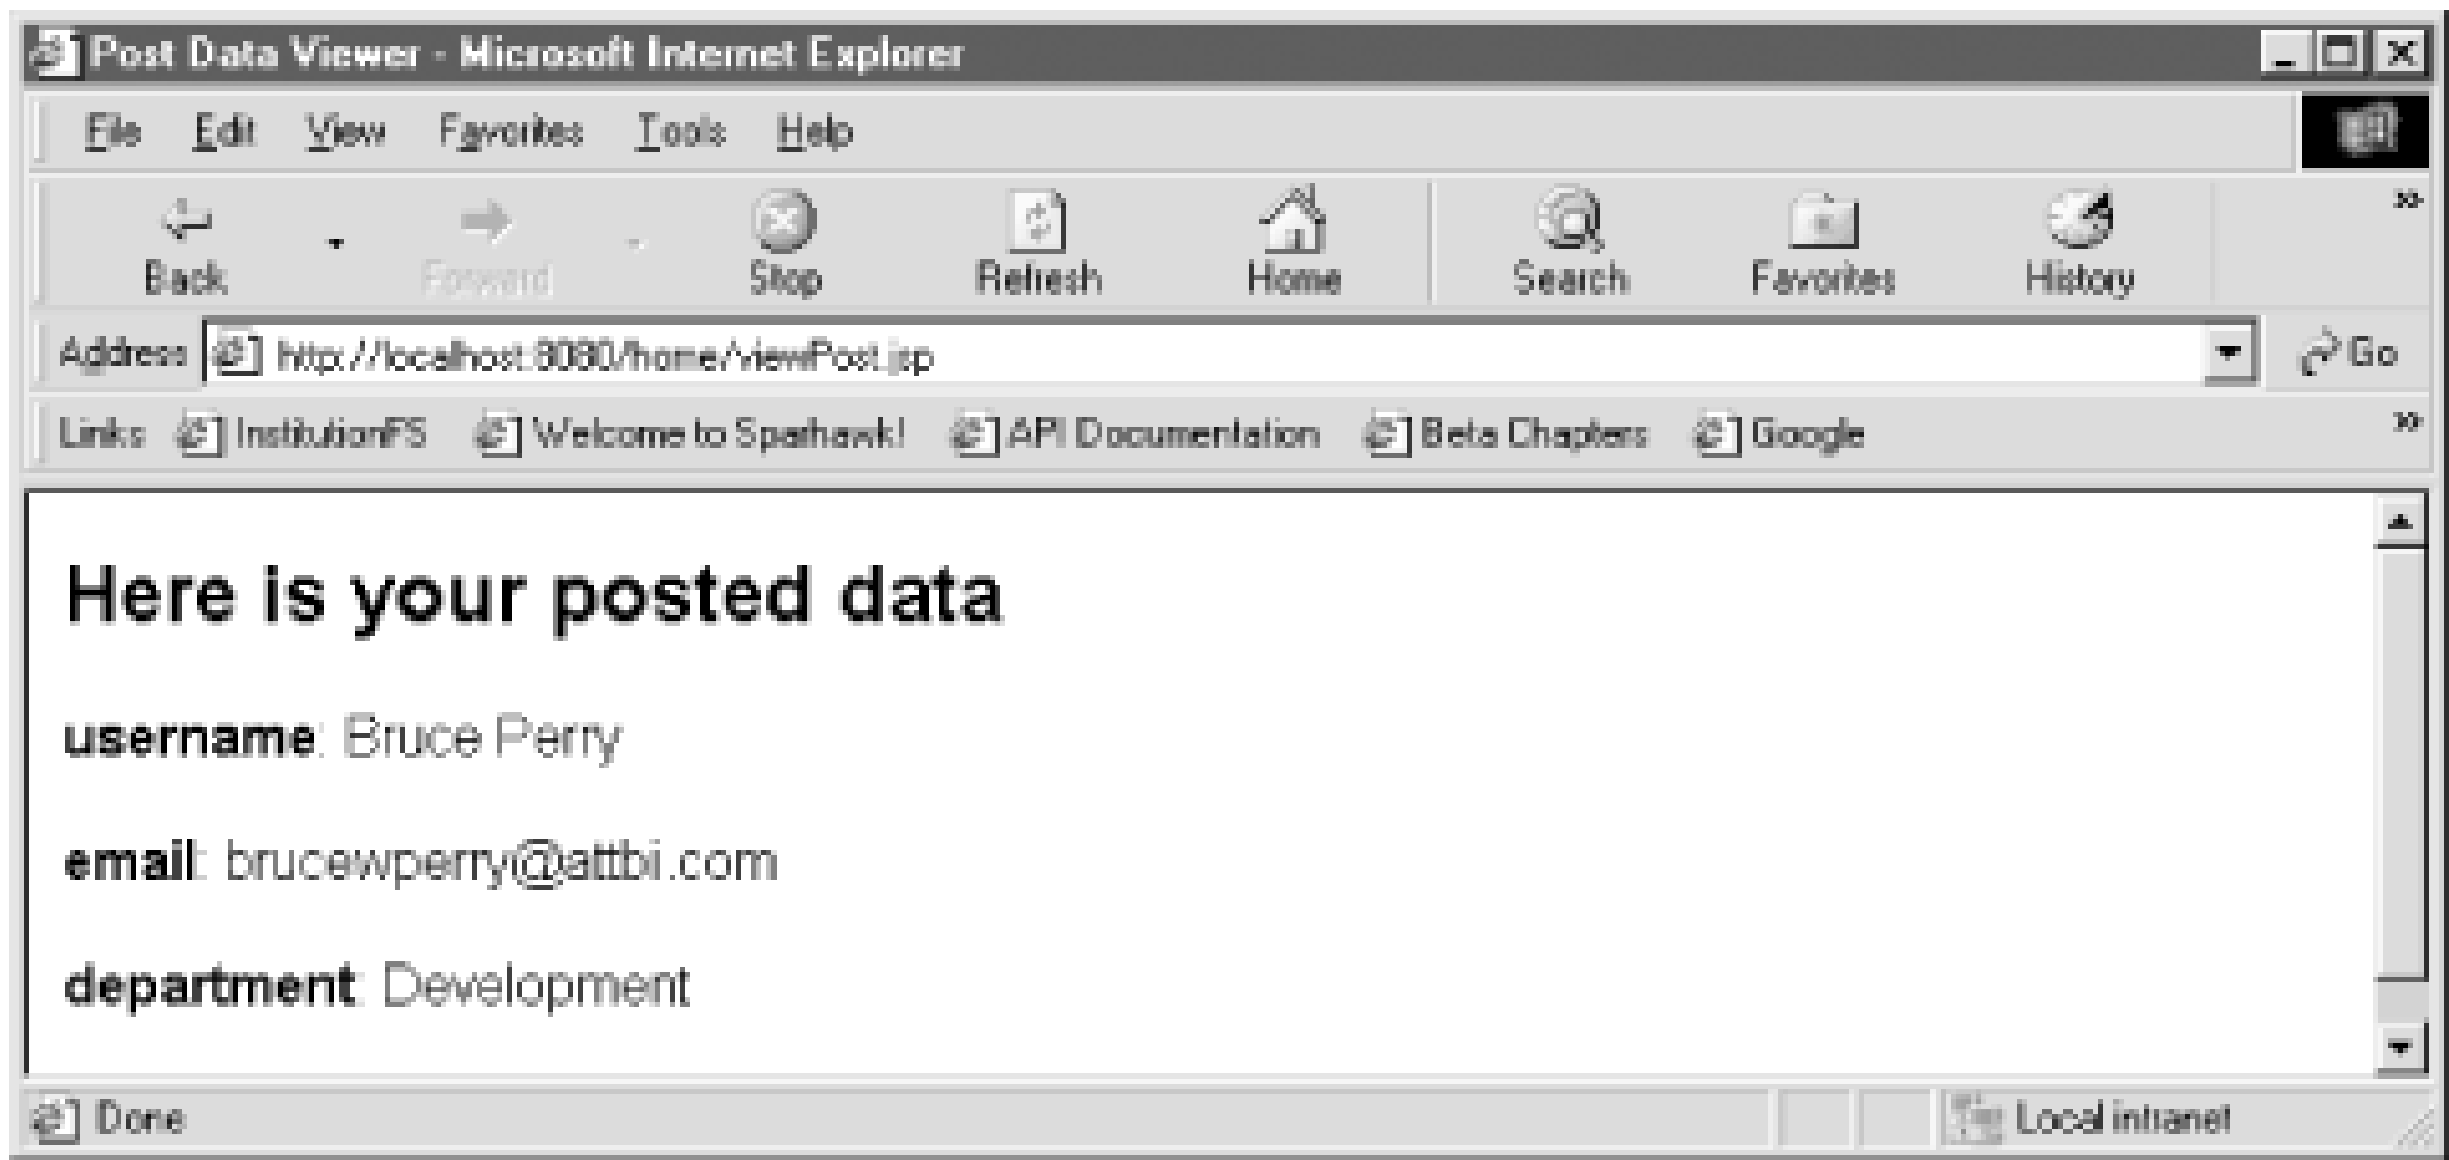 Post Data Viewer - Microsoft Internet Explorer
File Edit View Favorites Tools Help
Back Forward Stop Refresh Home Search Favorites History »
Address http://localhost:8080/home/viewPost.jsp Go
Links InstitutionFS Welcome to Sparhawk! API Documentation Beta Chapters Google »
Here is your posted data
username: Bruce Perry
email: brucewperry@attbi.com
department: Development
Done Local intranet